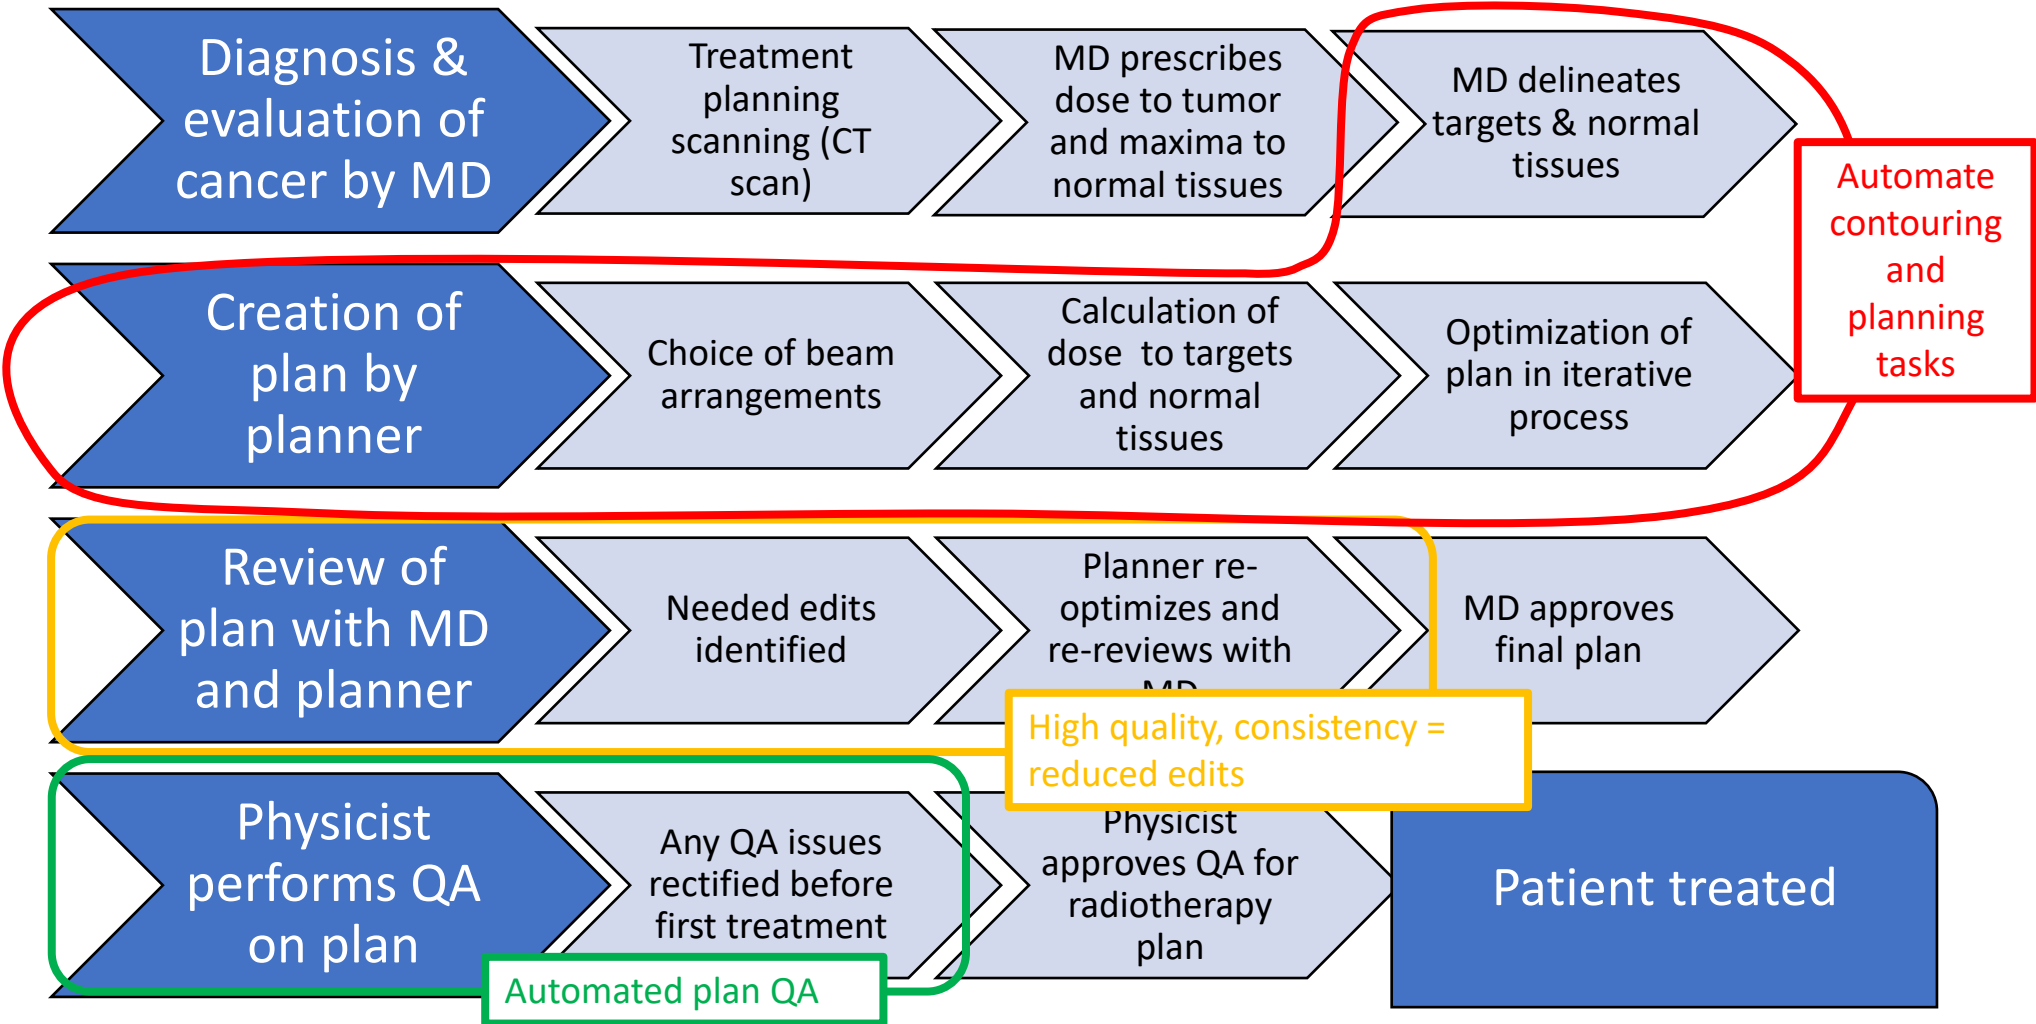 Diagnosis &
evaluation of
cancer by MD
Treatment
planning
scanning (CT
scan)
MD prescribes
dose to tumor
and maxima to
normal tissues
MD delineates
targets & normal
tissues
Automate
contouring
and
planning
tasks
Creation of
plan by
planner
Choice of beam
arrangements
Calculation of
dose to targets
and normal
tissues
Optimization of
plan in iterative
process
Review of
plan with MD
and planner
Needed edits
identified
Planner re-
optimizes and
re-reviews with
MD
MD approves
final plan
High quality, consistency =
reduced edits
Physicist
performs QA
on plan
Any QA issues
rectified before
first treatment
Physicist
approves QA for
radiotherapy
plan
Patient treated
Automated plan QA